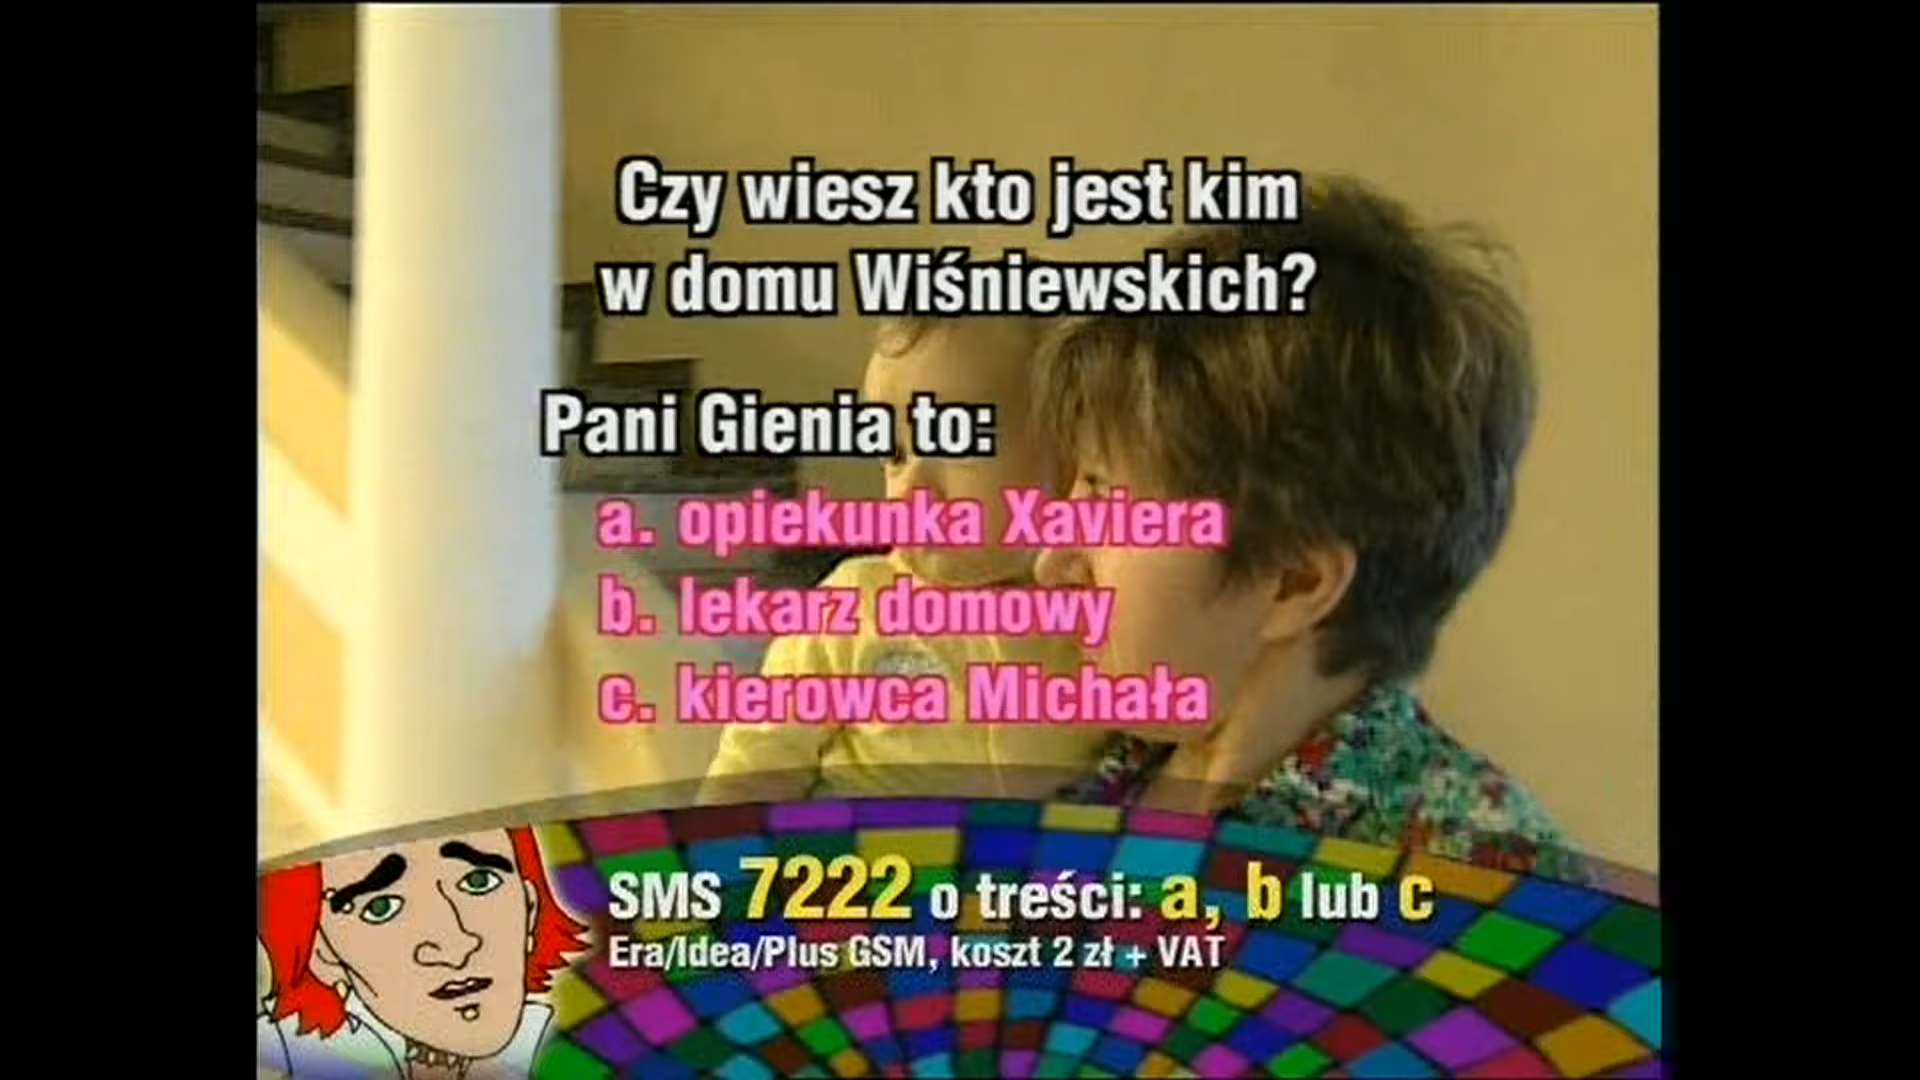 Czy wiesz kto jest kim
w domu Wiśniewskich?
Pani Gienia to:
a. opiekunka Xaviera
b. lekarz domowy
c. kierowca Michała
SMS 7222 o treści: a, b lub c
Era/Idea/Plus GSM, koszt 2 zł + VAT